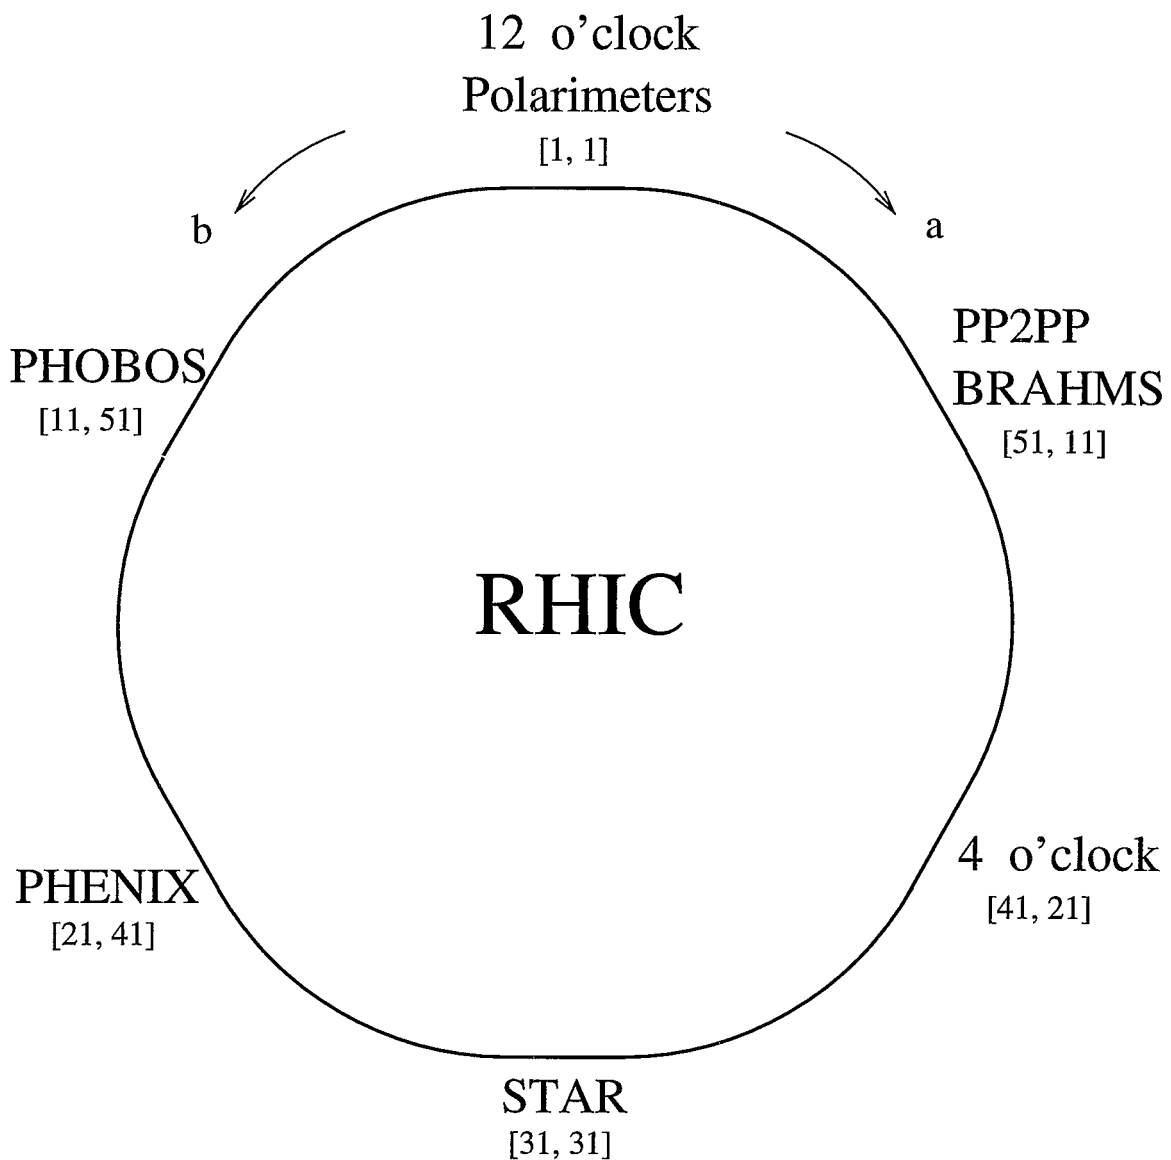 12 o'clock
Polarimeters
[1, 1]
b
a
PP2PP
PHOBOS
BRAHMS
[11, 51]
[51, 11]
RHIC
4 o'clock
PHENIX
[41, 21]
[21, 41]
STAR
[31, 31]